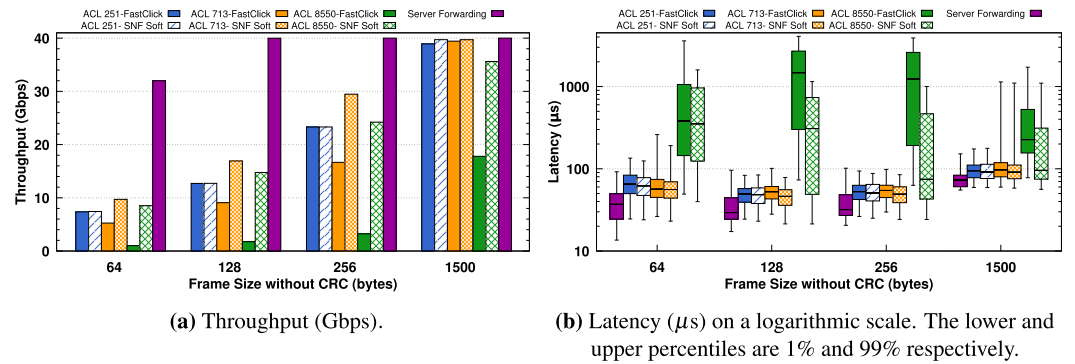 ACL 251-FastClick ACL 713-FastClick ACL 8550-FastClick Server Forwarding
ACL 251- SNF Soft ACL 713- SNF Soft ACL 8550- SNF Soft
40
30
20
10
0
Throughput (Gbps)
64 128 256 1500
Frame Size without CRC (bytes)
(a) Throughput (Gbps).
ACL 251-FastClick ACL 713-FastClick ACL 8550-FastClick Server Forwarding
ACL 251- SNF Soft ACL 713- SNF Soft ACL 8550- SNF Soft
1000
100
10
Latency (µs)
64 128 256 1500
Frame Size without CRC (bytes)
(b) Latency (µs) on a logarithmic scale. The lower and
upper percentiles are 1% and 99% respectively.